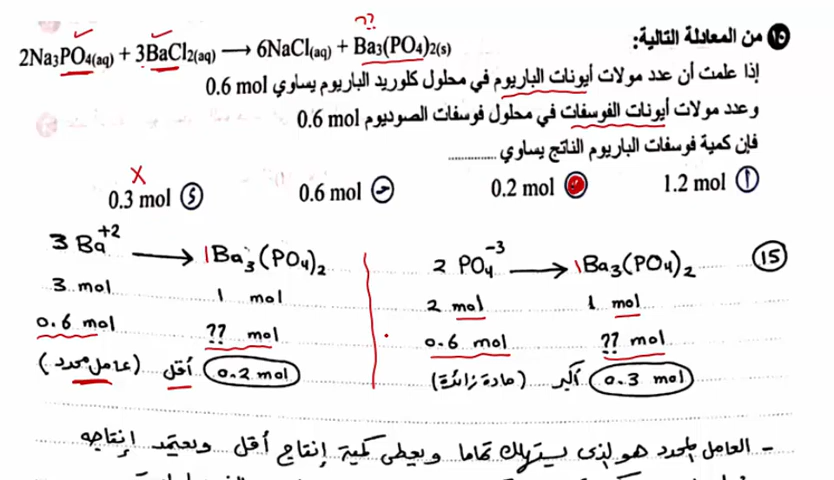 ⑮ من المعادلة التالية:
??
2Na3PO4(aq) + 3BaCl2(aq) ⟶ 6NaCl(aq) + Ba3(PO4)2(s)
إذا علمت أن عدد مولات أيونات الباريوم في محلول كلوريد الباريوم يساوي 0.6 mol
وعدد مولات أيونات الفوسفات في محلول فوسفات الصوديوم 0.6 mol
فإن كمية فوسفات الباريوم الناتج يساوي ............
أ 1.2 mol 0.2 mol ج 0.6 mol د 0.3 mol X
15
2 PO4^-3 ⟶ 1Ba3(PO4)2
2 mol 1 mol
0.6 mol ?? mol
0.3 mol أكبر (مادة زائدة)
3 Ba^+2 ⟶ 1Ba3(PO4)2
3 mol 1 mol
0.6 mol ?? mol
0.2 mol أقل (عامل محدد)
- العامل المحدد هو الذى يستهلك تماما ويعطى كمية إنتاج أقل ويعتمد إنتاجه